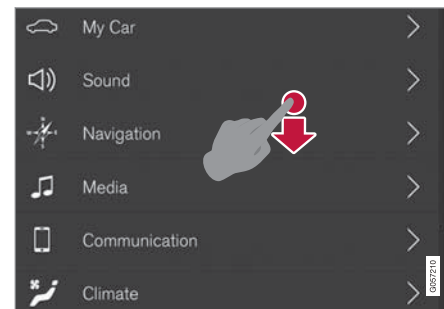 My Car
Sound
Navigation
Media
Communication
Climate
G057210